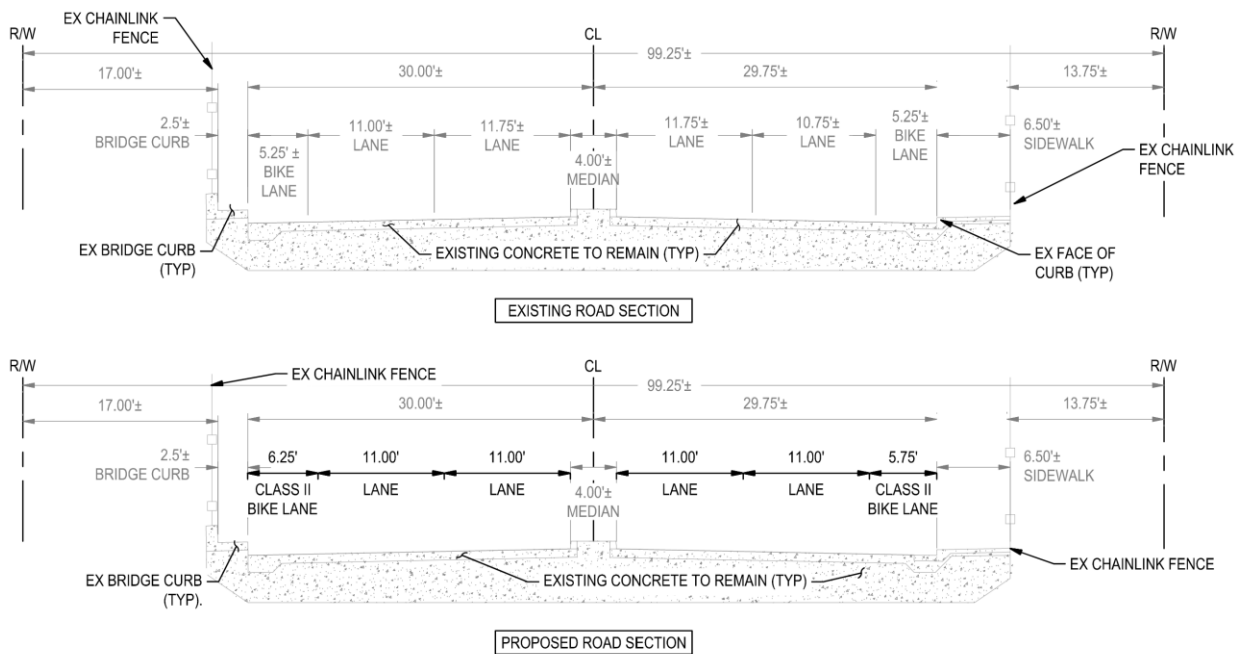 EX CHAINLINK
FENCE
R/W
CL
R/W
99.25'±
17.00'±
30.00'±
29.75'±
13.75'±
2.5'±
BRIDGE CURB
5.25' ±
BIKE
LANE
11.00'±
LANE
11.75'±
LANE
4.00'±
MEDIAN
11.75'±
LANE
10.75'±
LANE
5.25'±
BIKE
LANE
6.50'±
SIDEWALK
EX CHAINLINK
FENCE
EX BRIDGE CURB
(TYP)
EXISTING CONCRETE TO REMAIN (TYP)
EX FACE OF
CURB (TYP)
EXISTING ROAD SECTION
R/W
EX CHAINLINK FENCE
CL
R/W
99.25'±
17.00'±
30.00'±
29.75'±
13.75'±
2.5'±
BRIDGE CURB
6.25'
CLASS II
BIKE LANE
11.00'
LANE
11.00'
LANE
4.00'±
MEDIAN
11.00'
LANE
11.00'
LANE
5.75'
CLASS II
BIKE LANE
6.50'±
SIDEWALK
EX BRIDGE CURB
(TYP).
EXISTING CONCRETE TO REMAIN (TYP)
EX CHAINLINK FENCE
PROPOSED ROAD SECTION